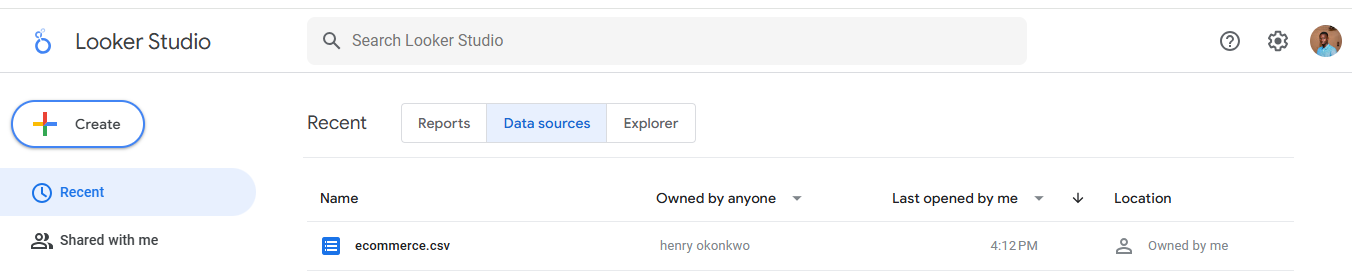 Looker Studio
Search Looker Studio
Create
Recent
Shared with me
Recent
Reports
Data sources
Explorer
Name
Owned by anyone
Last opened by me
Location
ecommerce.csv
henry okonkwo
4:12 PM
Owned by me